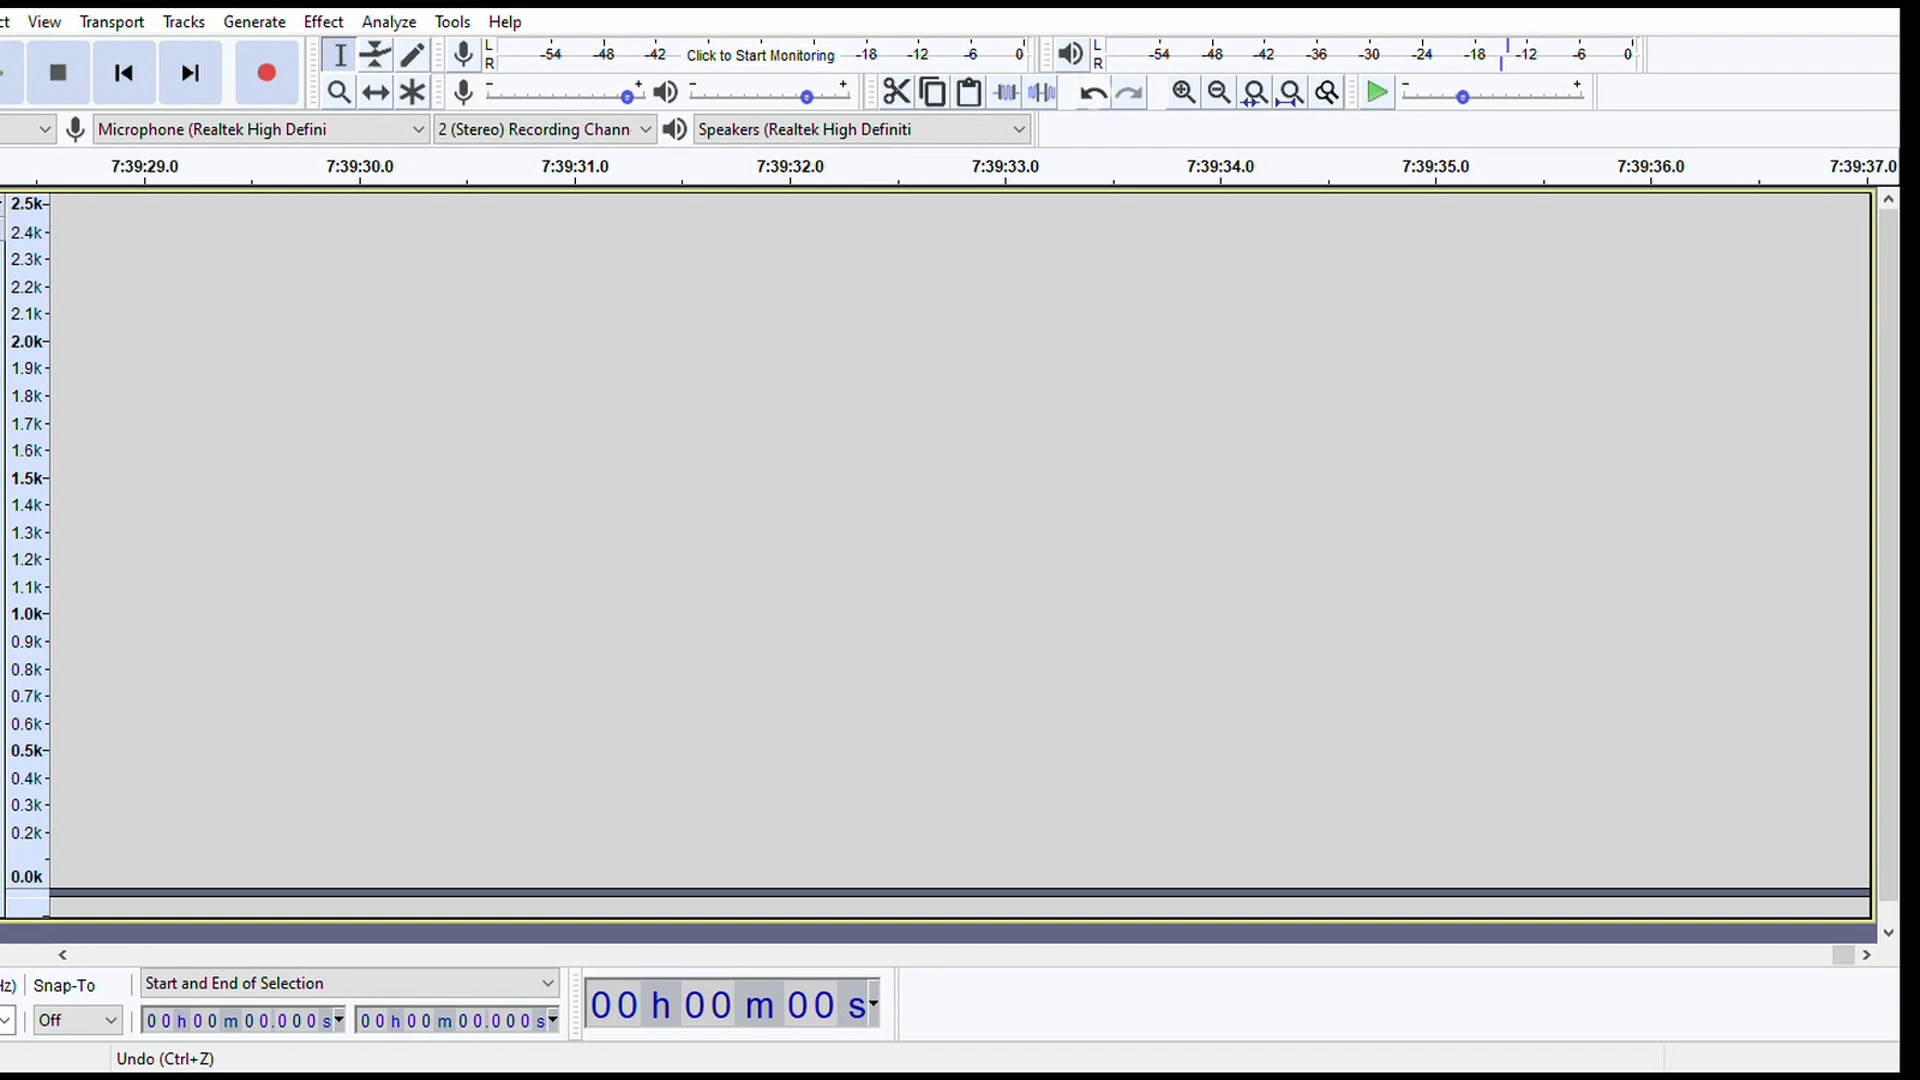 ct View Transport Tracks Generate Effect Analyze Tools Help
L R -54 -48 -42 Click to Start Monitoring -18 -12 -6 0 L R -54 -48 -42 -36 -30 -24 -18 -12 -6 0
- + - + - +
Microphone (Realtek High Defini 2 (Stereo) Recording Chann Speakers (Realtek High Definiti
7:39:29.0 7:39:30.0 7:39:31.0 7:39:32.0 7:39:33.0 7:39:34.0 7:39:35.0 7:39:36.0 7:39:37.0
2.5k
2.4k
2.3k
2.2k
2.1k
2.0k
1.9k
1.8k
1.7k
1.6k
1.5k
1.4k
1.3k
1.2k
1.1k
1.0k
0.9k
0.8k
0.7k
0.6k
0.5k
0.4k
0.3k
0.2k
0.0k
Hz) Snap-To Start and End of Selection
Off 00h00m00.000s 00h00m00.000s 00h00m00s
Undo (Ctrl+Z)